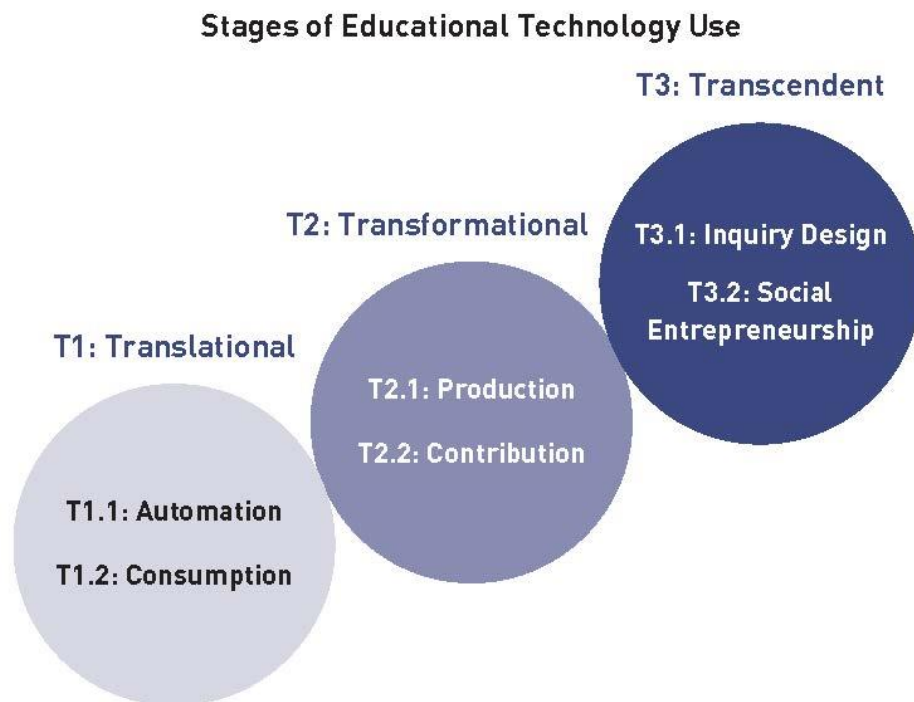 Stages of Educational Technology Use
T3: Transcendent
T3.1: Inquiry Design
T3.2: Social
Entrepreneurship
T2: Transformational
T2.1: Production
T2.2: Contribution
T1: Translational
T1.1: Automation
T1.2: Consumption